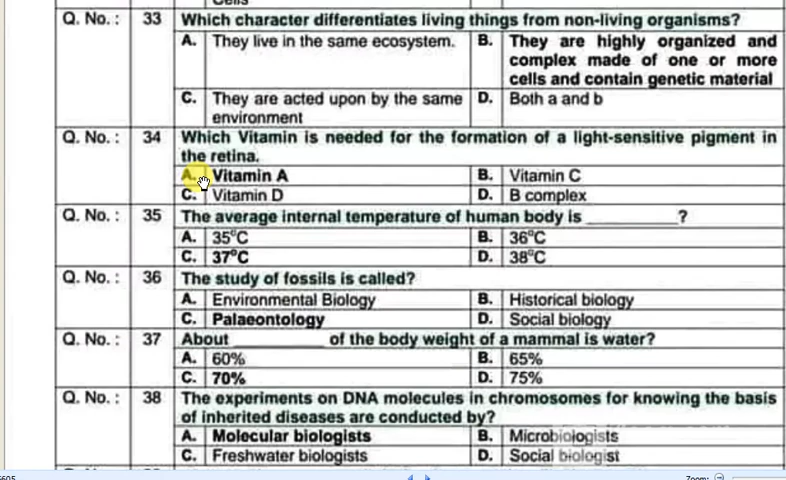 Cells
Q. No. : 33 Which character differentiates living things from non-living organisms?
A. They live in the same ecosystem. B. They are highly organized and
complex made of one or more
cells and contain genetic material
C. They are acted upon by the same D. Both a and b
environment
Q. No. : 34 Which Vitamin is needed for the formation of a light-sensitive pigment in
the retina.
A. Vitamin A B. Vitamin C
C. Vitamin D D. B complex
Q. No. : 35 The average internal temperature of human body is _________?
A. 35°C B. 36°C
C. 37°C D. 38°C
Q. No. : 36 The study of fossils is called?
A. Environmental Biology B. Historical biology
C. Palaeontology D. Social biology
Q. No. : 37 About _________ of the body weight of a mammal is water?
A. 60% B. 65%
C. 70% D. 75%
Q. No. : 38 The experiments on DNA molecules in chromosomes for knowing the basis
of inherited diseases are conducted by?
A. Molecular biologists B. Microbiologists
C. Freshwater biologists D. Social biologist
Zoom: